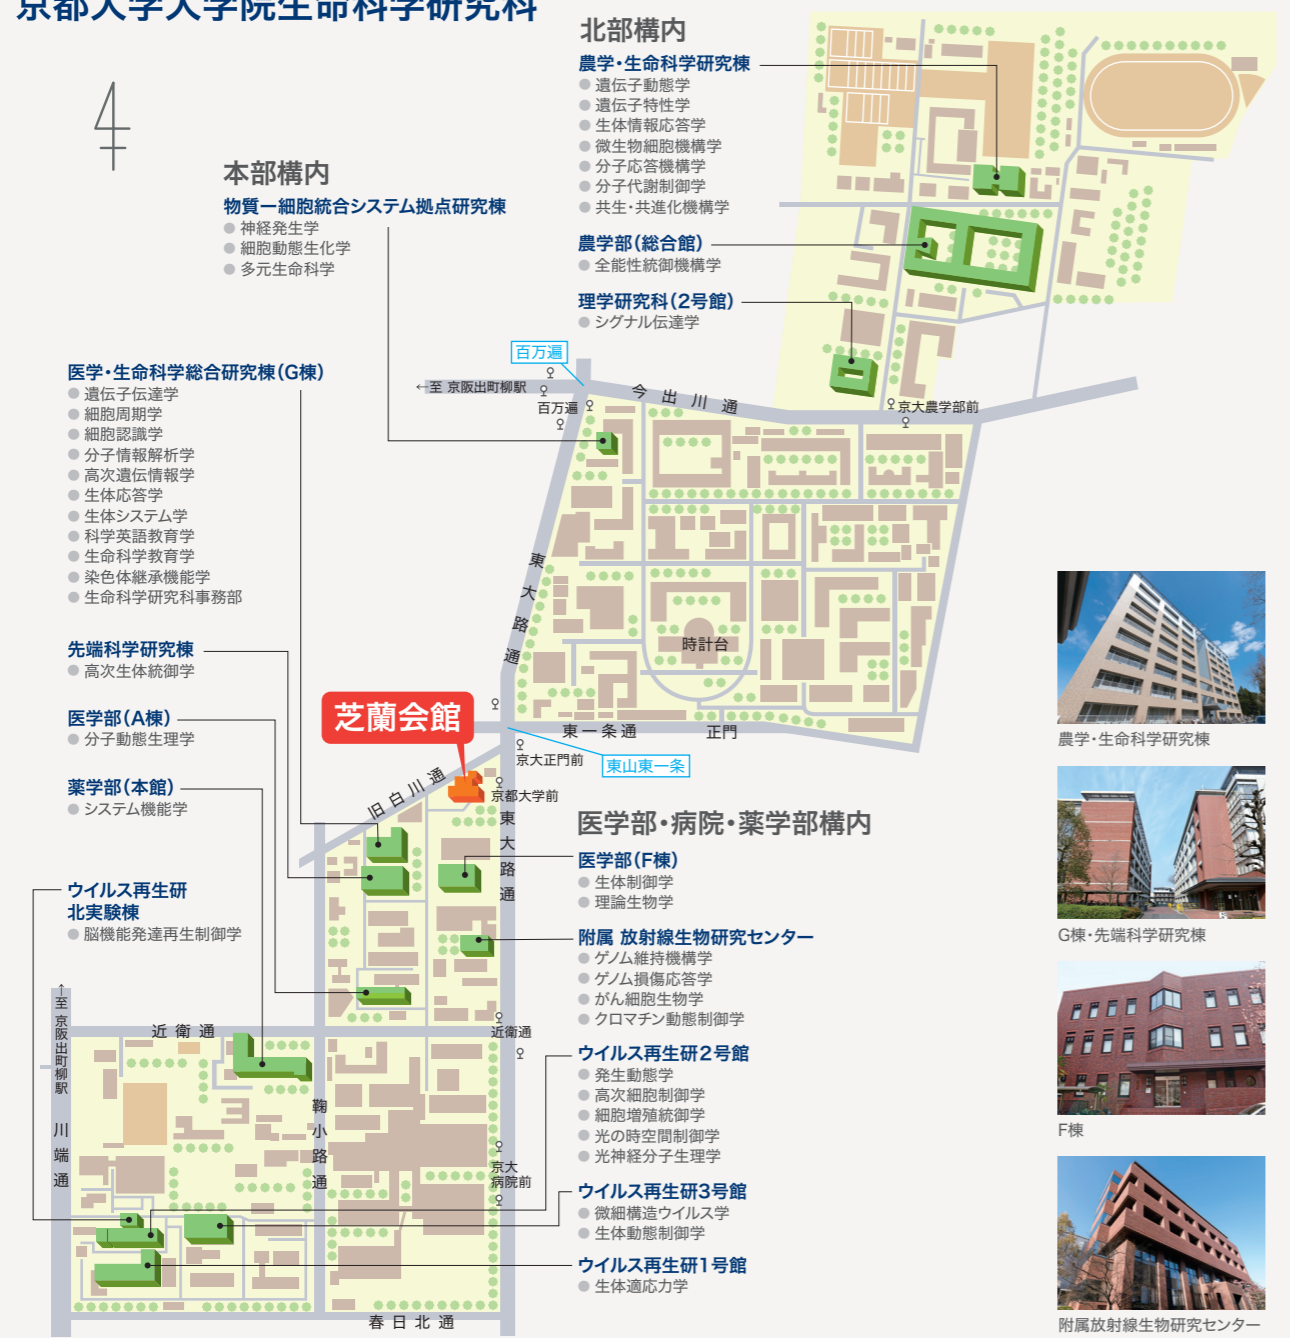 京都大学大学院生命科学研究科
北部構内
農学・生命科学研究棟
遺伝子動態学
遺伝子特性学
生体情報応答学
微生物細胞機構学
分子応答機構学
分子代謝制御学
共生・共進化機構学
農学部(総合館)
全能性統御機構学
理学研究科(2号館)
シグナル伝達学
本部構内
物質ー細胞統合システム拠点研究棟
神経発生学
細胞動態生化学
多元生命科学
医学・生命科学総合研究棟(G棟)
遺伝子伝達学
細胞周期学
細胞認識学
分子情報解析学
高次遺伝情報学
生体応答学
生体システム学
科学英語教育学
生命科学教育学
染色体継承機能学
生命科学研究科事務部
先端科学研究棟
高次生体統御学
医学部(A棟)
分子動態生理学
薬学部(本館)
システム機能学
ウイルス再生研
北実験棟
脳機能発達再生制御学
百万遍
←至 京阪出町柳駅
百万遍
今出川通
京大農学部前
東大路通
時計台
芝蘭会館
東一条通
正門
京大正門前
東山東一条
旧白川通
京都大学前
東大路通
医学部・病院・薬学部構内
医学部(F棟)
生体制御学
理論生物学
附属 放射線生物研究センター
ゲノム維持機構学
ゲノム損傷応答学
がん細胞生物学
クロマチン動態制御学
ウイルス再生研2号館
発生動態学
高次細胞制御学
細胞増殖統御学
光の時空間制御学
光神経分子生理学
ウイルス再生研3号館
微細構造ウイルス学
生体動態制御学
ウイルス再生研1号館
生体適応力学
←至 京阪出町柳駅
川端通
近衛通
近衛通
鞠小路通
京大
病院前
春日北通
農学・生命科学研究棟
G棟・先端科学研究棟
F棟
附属放射線生物研究センター